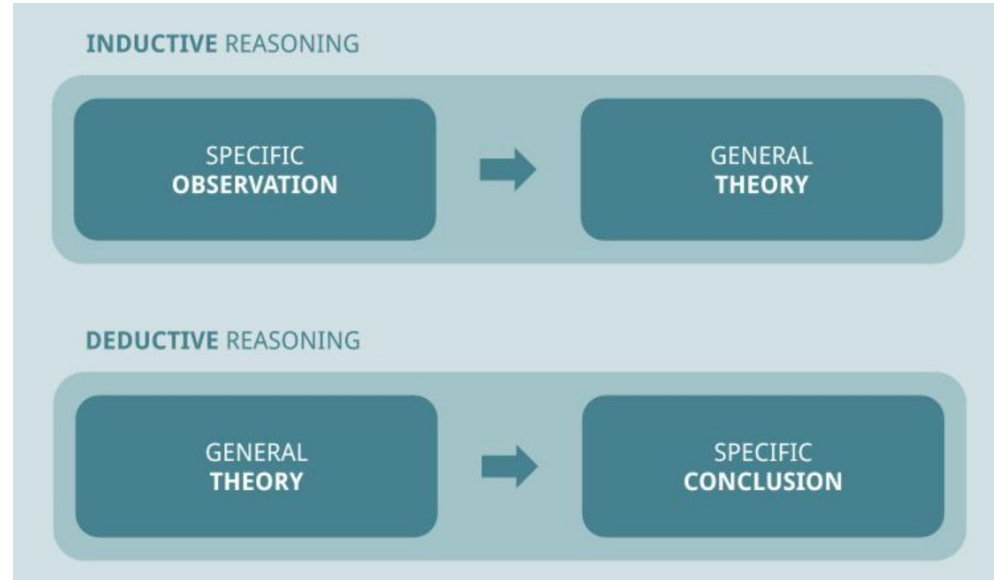 INDUCTIVE REASONING
SPECIFIC
OBSERVATION
GENERAL
THEORY
DEDUCTIVE REASONING
GENERAL
THEORY
SPECIFIC
CONCLUSION